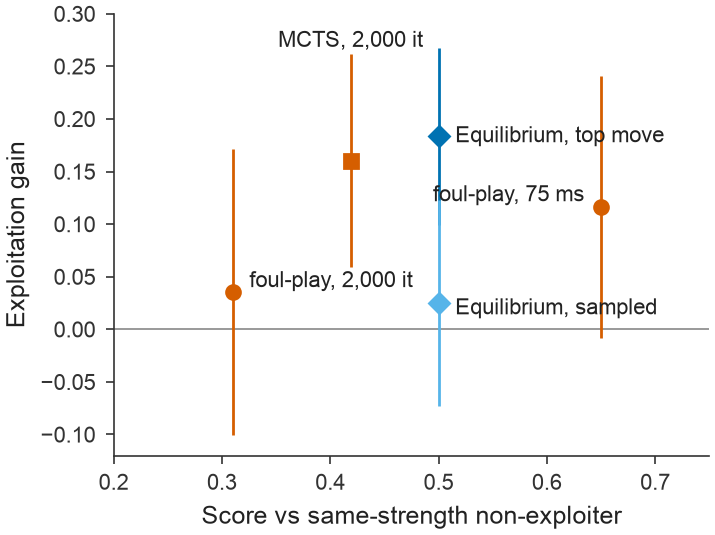 0.30
MCTS, 2,000 it
0.25
0.20
Equilibrium, top move
0.15
foul-play, 75 ms
0.10
0.05
foul-play, 2,000 it
Equilibrium, sampled
0.00
−0.05
−0.10
Exploitation gain
0.2 0.3 0.4 0.5 0.6 0.7
Score vs same-strength non-exploiter